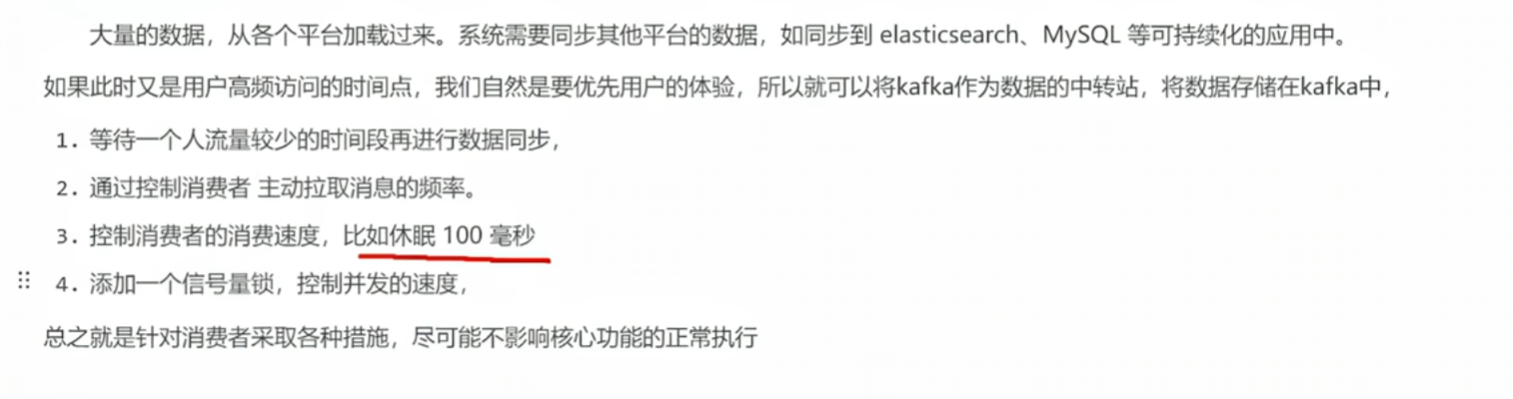 大量的数据，从各个平台加载过来。系统需要同步其他平台的数据，如同步到 elasticsearch、MySQL 等可持续化的应用中。
如果此时又是用户高频访问的时间点，我们自然是要优先用户的体验，所以就可以将kafka作为数据的中转站，将数据存储在kafka中，
1. 等待一个人流量较少的时间段再进行数据同步，
2. 通过控制消费者 主动拉取消息的频率。
3. 控制消费者的消费速度，比如休眠 100 毫秒
4. 添加一个信号量锁，控制并发的速度，
总之就是针对消费者采取各种措施，尽可能不影响核心功能的正常执行